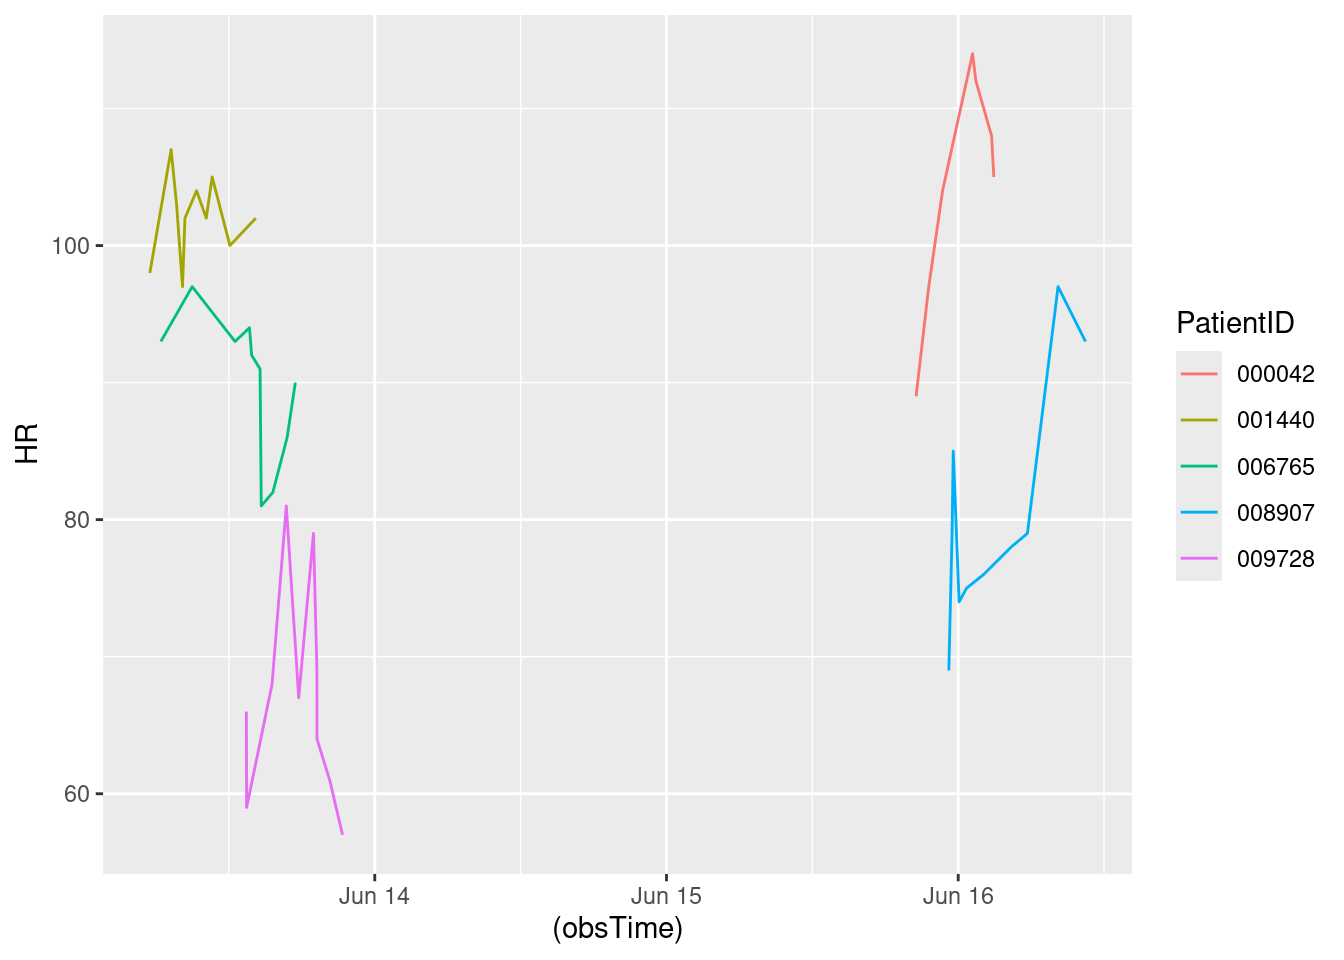 HR
100
80
60
Jun 14
Jun 15
Jun 16
(obsTime)
PatientID
000042
001440
006765
008907
009728